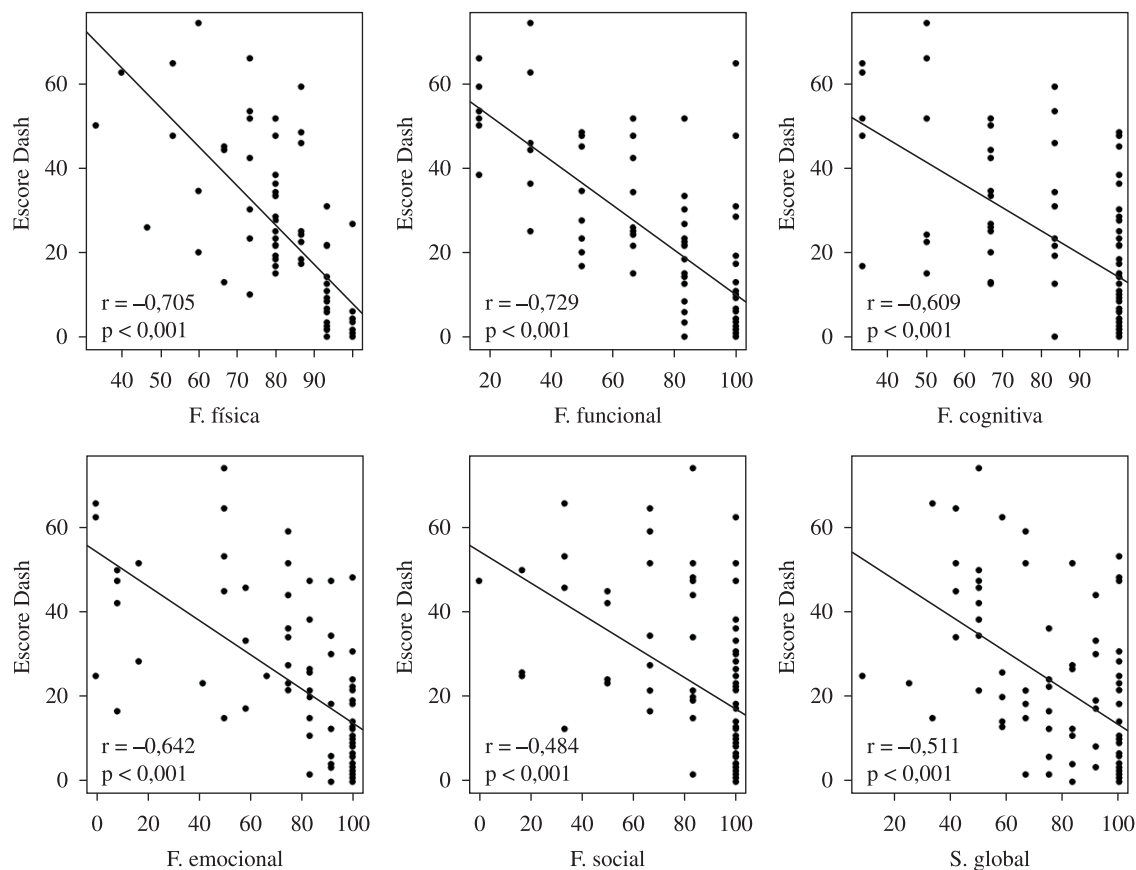 Escore Dash
60
40
20
0
r = –0,705
p < 0,001
40 50 60 70 80 90
F. física
Escore Dash
60
40
20
0
r = –0,729
p < 0,001
20 40 60 80 100
F. funcional
Escore Dash
60
40
20
0
r = –0,609
p < 0,001
40 50 60 70 80 90
F. cognitiva
Escore Dash
60
40
20
0
r = –0,642
p < 0,001
0 20 40 60 80 100
F. emocional
Escore Dash
60
40
20
0
r = –0,484
p < 0,001
0 20 40 60 80 100
F. social
Escore Dash
60
40
20
0
r = –0,511
p < 0,001
20 40 60 80 100
S. global